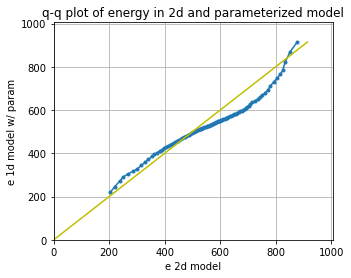 q-q plot of energy in 2d and parameterized model
1000
800
600
400
200
0
e 1d model w/ param
0 200 400 600 800 1000
e 2d model